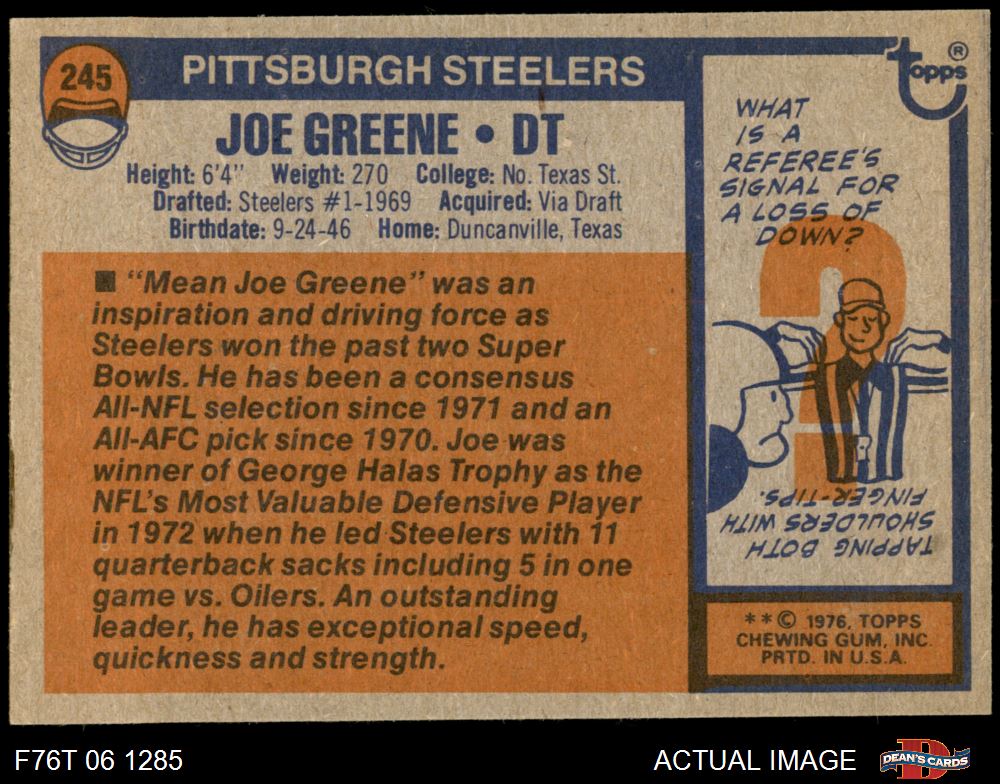 245
PITTSBURGH STEELERS
JOE GREENE • DT
Height: 6'4" Weight: 270 College: No. Texas St.
Drafted: Steelers #1-1969 Acquired: Via Draft
Birthdate: 9-24-46 Home: Duncanville, Texas
■ "Mean Joe Greene" was an
inspiration and driving force as
Steelers won the past two Super
Bowls. He has been a consensus
All-NFL selection since 1971 and an
All-AFC pick since 1970. Joe was
winner of George Halas Trophy as the
NFL's Most Valuable Defensive Player
in 1972 when he led Steelers with 11
quarterback sacks including 5 in one
game vs. Oilers. An outstanding
leader, he has exceptional speed,
quickness and strength.
topps®
WHAT
IS A
REFEREE'S
SIGNAL FOR
A LOSS OF
DOWN?
?
TAPPING BOTH
SHOULDERS WITH
FINGER-TIPS.
**© 1976, TOPPS
CHEWING GUM, INC.
PRTD. IN U.S.A.
F76T 06 1285
ACTUAL IMAGE
D
DEAN'S CARDS